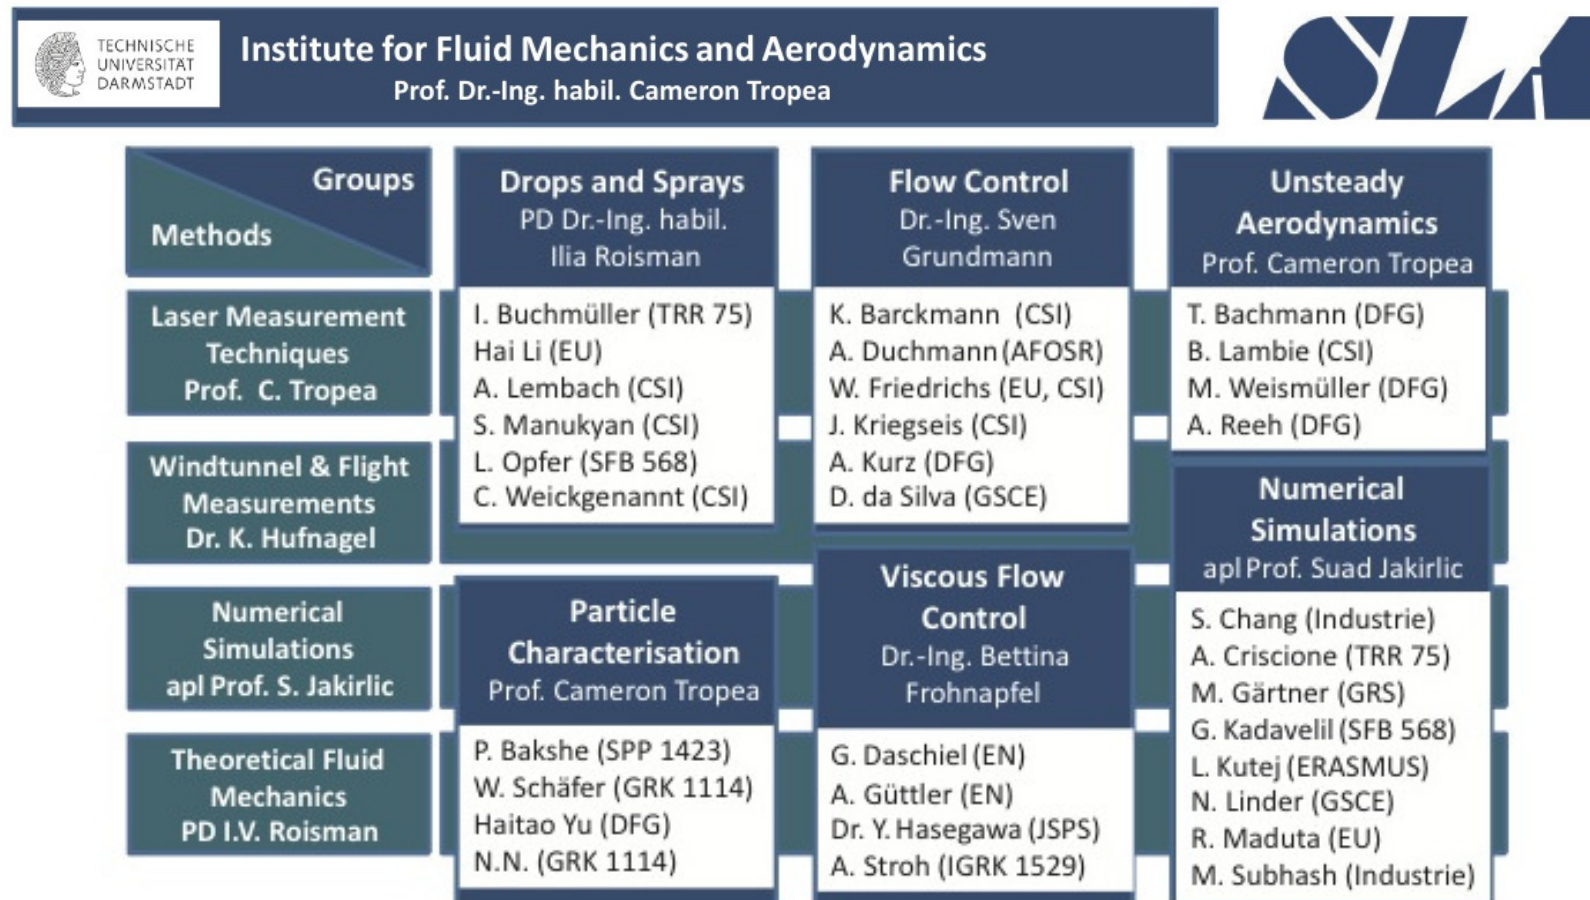 TECHNISCHE
UNIVERSITÄT
DARMSTADT
Institute for Fluid Mechanics and Aerodynamics
Prof. Dr.-Ing. habil. Cameron Tropea
SLA
Groups
Methods
Laser Measurement
Techniques
Prof. C. Tropea
Windtunnel & Flight
Measurements
Dr. K. Hufnagel
Numerical
Simulations
apl Prof. S. Jakirlic
Theoretical Fluid
Mechanics
PD I.V. Roisman
Drops and Sprays
PD Dr.-Ing. habil.
Ilia Roisman
I. Buchmüller (TRR 75)
Hai Li (EU)
A. Lembach (CSI)
S. Manukyan (CSI)
L. Opfer (SFB 568)
C. Weickgenannt (CSI)
Particle
Characterisation
Prof. Cameron Tropea
P. Bakshe (SPP 1423)
W. Schäfer (GRK 1114)
Haitao Yu (DFG)
N.N. (GRK 1114)
Flow Control
Dr.-Ing. Sven
Grundmann
K. Barckmann (CSI)
A. Duchmann (AFOSR)
W. Friedrichs (EU, CSI)
J. Kriegseis (CSI)
A. Kurz (DFG)
D. da Silva (GSCE)
Viscous Flow
Control
Dr.-Ing. Bettina
Frohnapfel
G. Daschiel (EN)
A. Güttler (EN)
Dr. Y. Hasegawa (JSPS)
A. Stroh (IGRK 1529)
Unsteady
Aerodynamics
Prof. Cameron Tropea
T. Bachmann (DFG)
B. Lambie (CSI)
M. Weismüller (DFG)
A. Reeh (DFG)
Numerical
Simulations
apl Prof. Suad Jakirlic
S. Chang (Industrie)
A. Criscione (TRR 75)
M. Gärtner (GRS)
G. Kadavelil (SFB 568)
L. Kutej (ERASMUS)
N. Linder (GSCE)
R. Maduta (EU)
M. Subhash (Industrie)